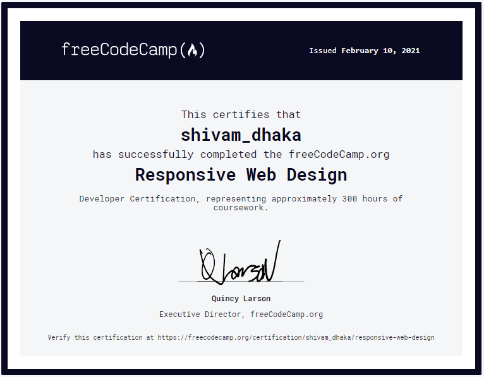 freeCodeCamp(🔥)
Issued February 10, 2021
This certifies that
shivam_dhaka
has successfully completed the freeCodeCamp.org
Responsive Web Design
Developer Certification, representing approximately 300 hours of
coursework.
QLarson
Quincy Larson
Executive Director, freeCodeCamp.org
Verify this certification at https://freecodecamp.org/certification/shivam_dhaka/responsive-web-design